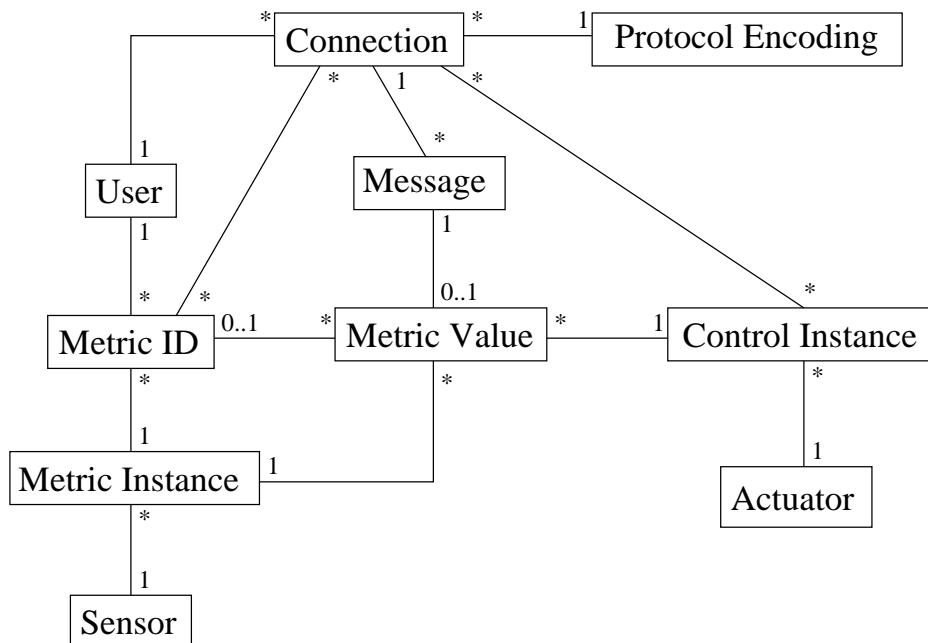 * Connection * 1 Protocol Encoding
* 1 *
1 * 
User Message
1 1
* * 0..1 *
Metric ID 0..1 * Metric Value * 1 Control Instance
* * *
1
Metric Instance 1 1
* Actuator
1
Sensor